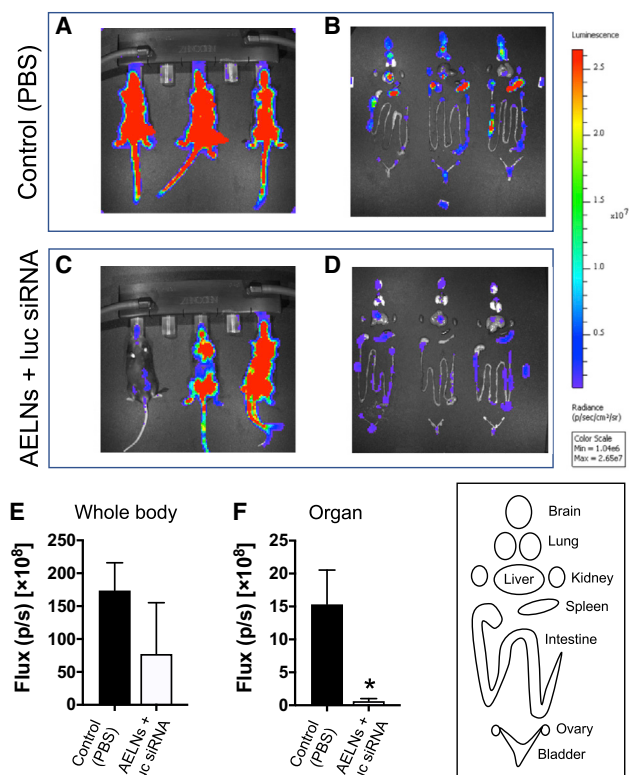 A
B
Control (PBS)
C
D
AELNs + luc siRNA
Luminescence
2.5
2.0
1.5
x10⁷
1.0
0.5
Radiance
(p/sec/cm²/sr)
Color Scale
Min = 1.04e6
Max = 2.65e7
E
Whole body
Flux (p/s) [×10⁸]
250
200
150
100
50
0
Control
(PBS)
AELNs +
uc siRNA
F
Organ
Flux (p/s) [×10⁸]
25
20
15
10
5
0
*
Control
(PBS)
AELNs +
uc siRNA
Brain
Lung
Liver
Kidney
Spleen
Intestine
Ovary
Bladder